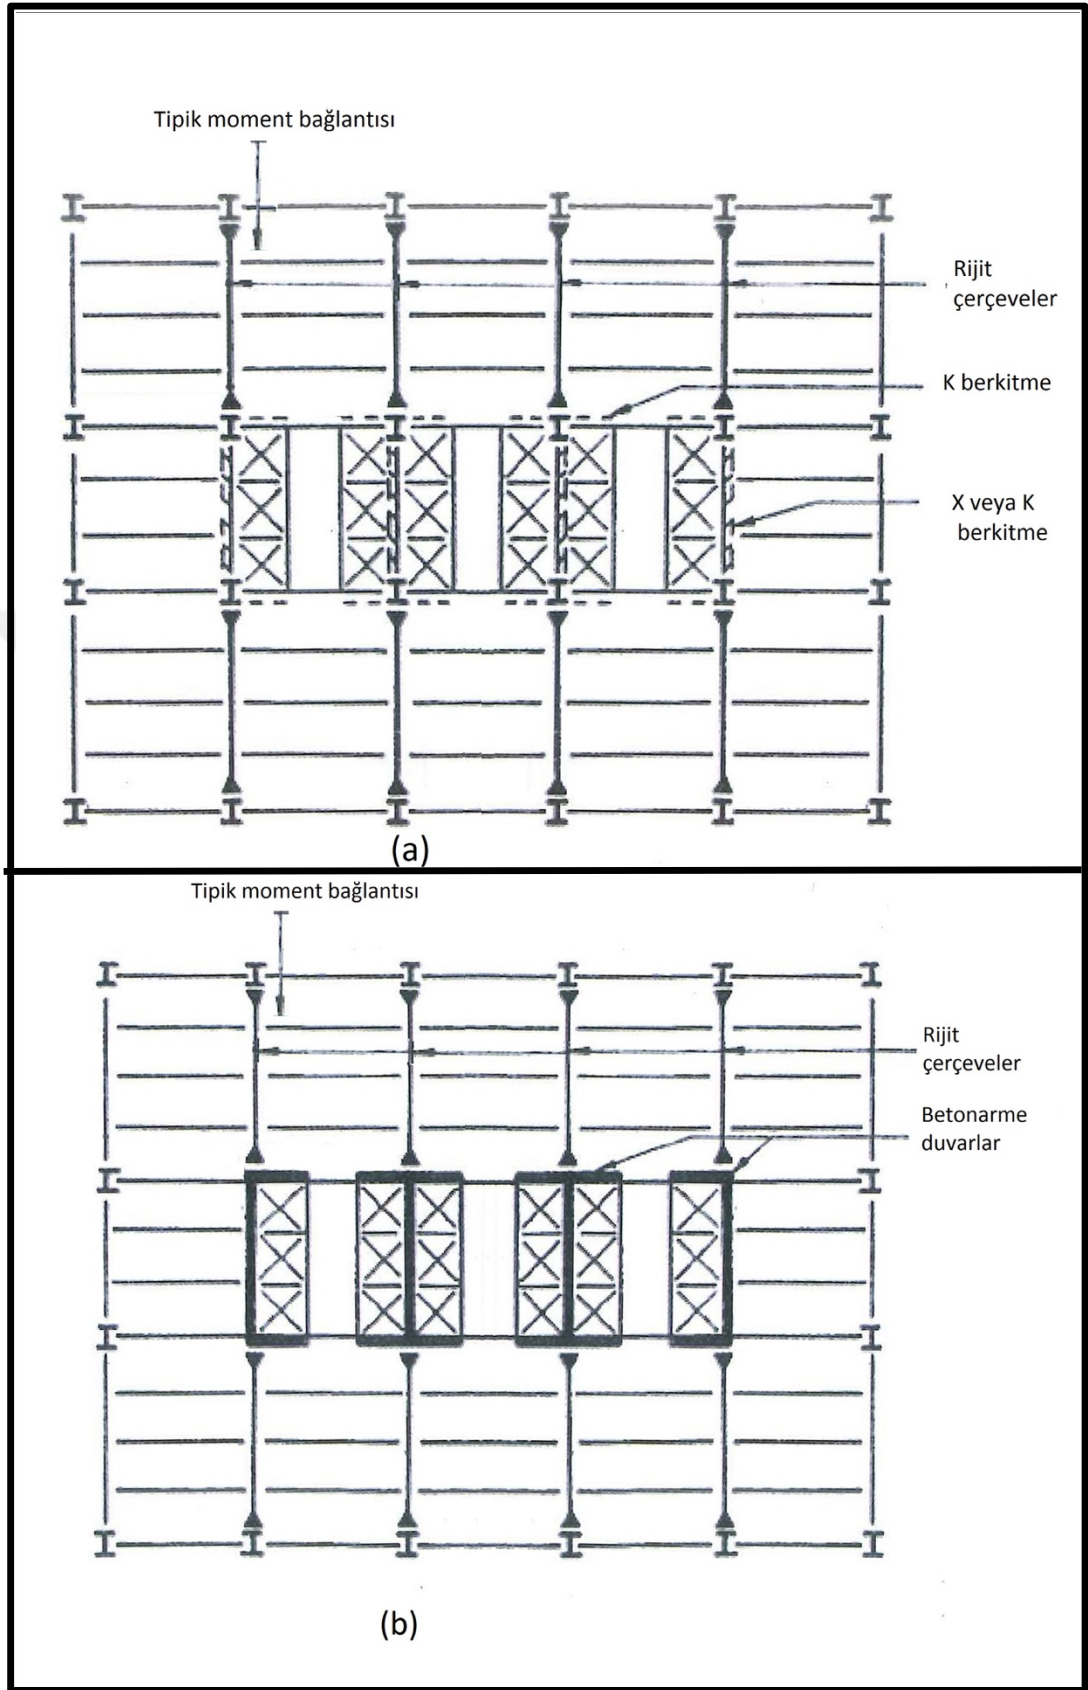 Tipik moment bağlantısı
Rijit
çerçeveler
K berkitme
X veya K
berkitme
(a)
Tipik moment bağlantısı
Rijit
çerçeveler
Betonarme
duvarlar
(b)